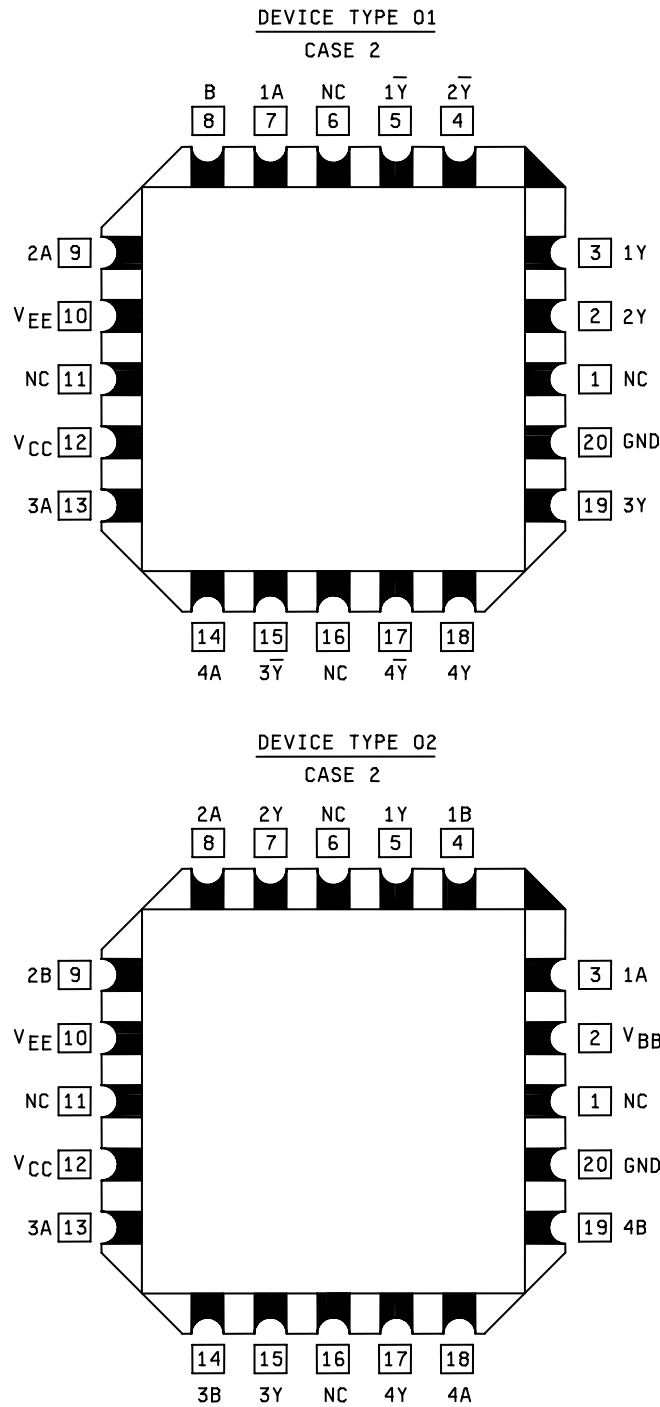 DEVICE TYPE 01
CASE 2
B 1A NC 1Y̅ 2Y̅
8 7 6 5 4
2A 9 3 1Y
VEE 10 2 2Y
NC 11 1 NC
VCC 12 20 GND
3A 13 19 3Y
14 15 16 17 18
4A 3Y̅ NC 4Y̅ 4Y
DEVICE TYPE 02
CASE 2
2A 2Y NC 1Y 1B
8 7 6 5 4
2B 9 3 1A
VEE 10 2 VBB
NC 11 1 NC
VCC 12 20 GND
3A 13 19 4B
14 15 16 17 18
3B 3Y NC 4Y 4A